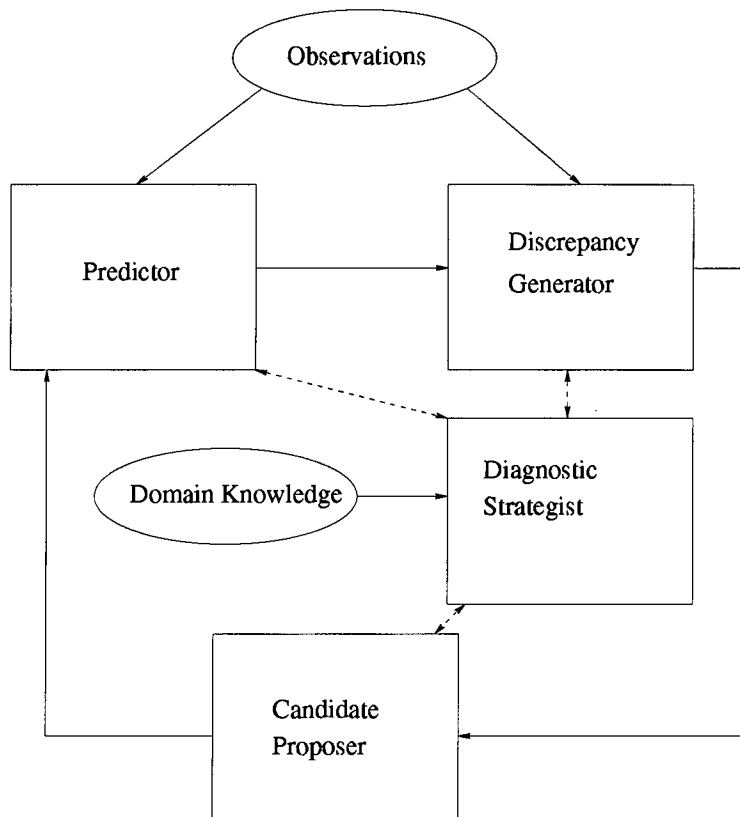 Observations
Predictor
Discrepancy
Generator
Domain Knowledge
Diagnostic
Strategist
Candidate
Proposer